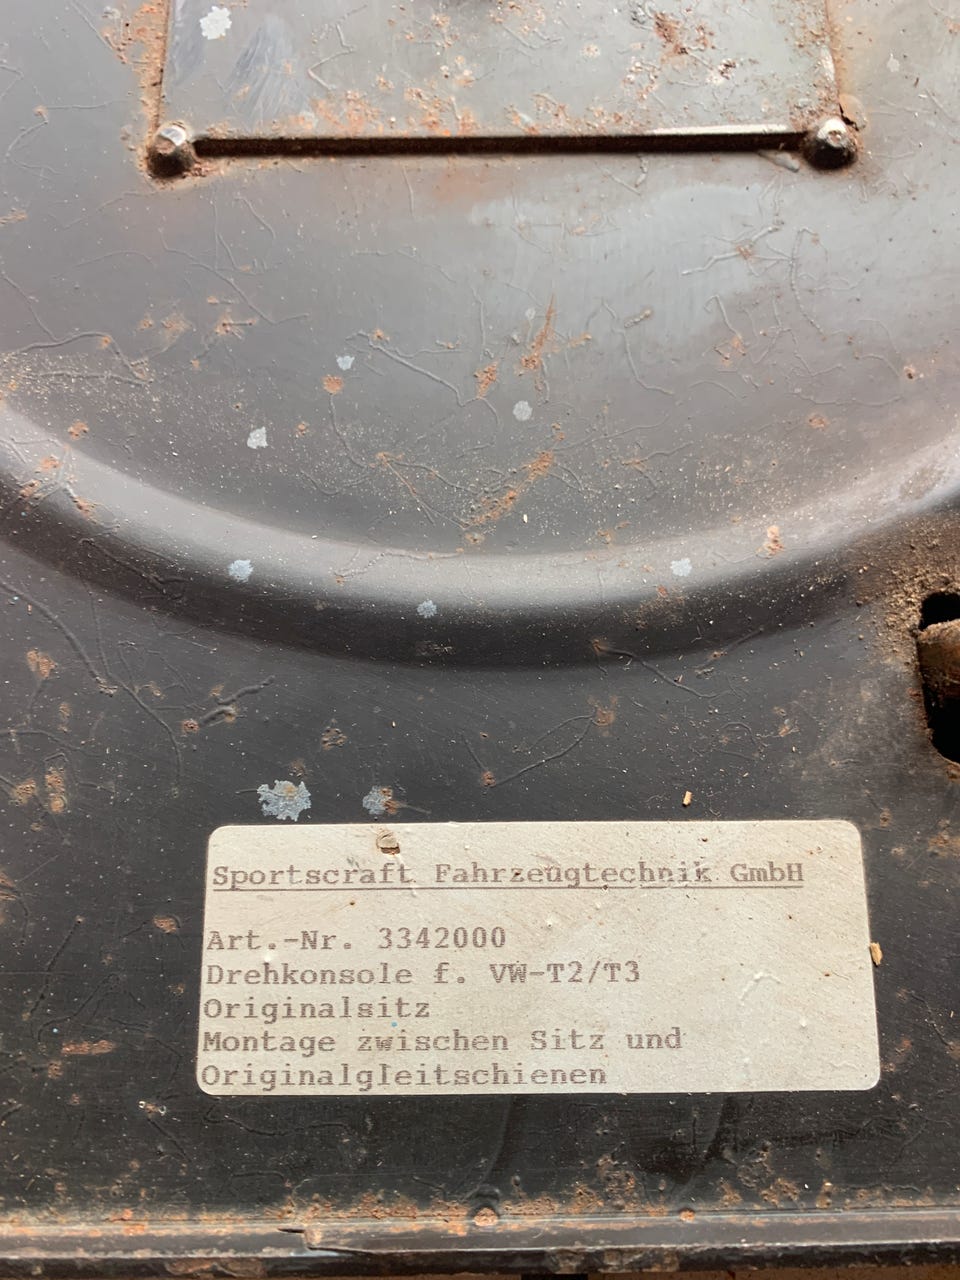 Sportscraft Fahrzeugtechnik GmbH
Art.-Nr. 3342000
Drehkonsole f. VW-T2/T3
Originalsitz
Montage zwischen Sitz und
Originalgleitschienen